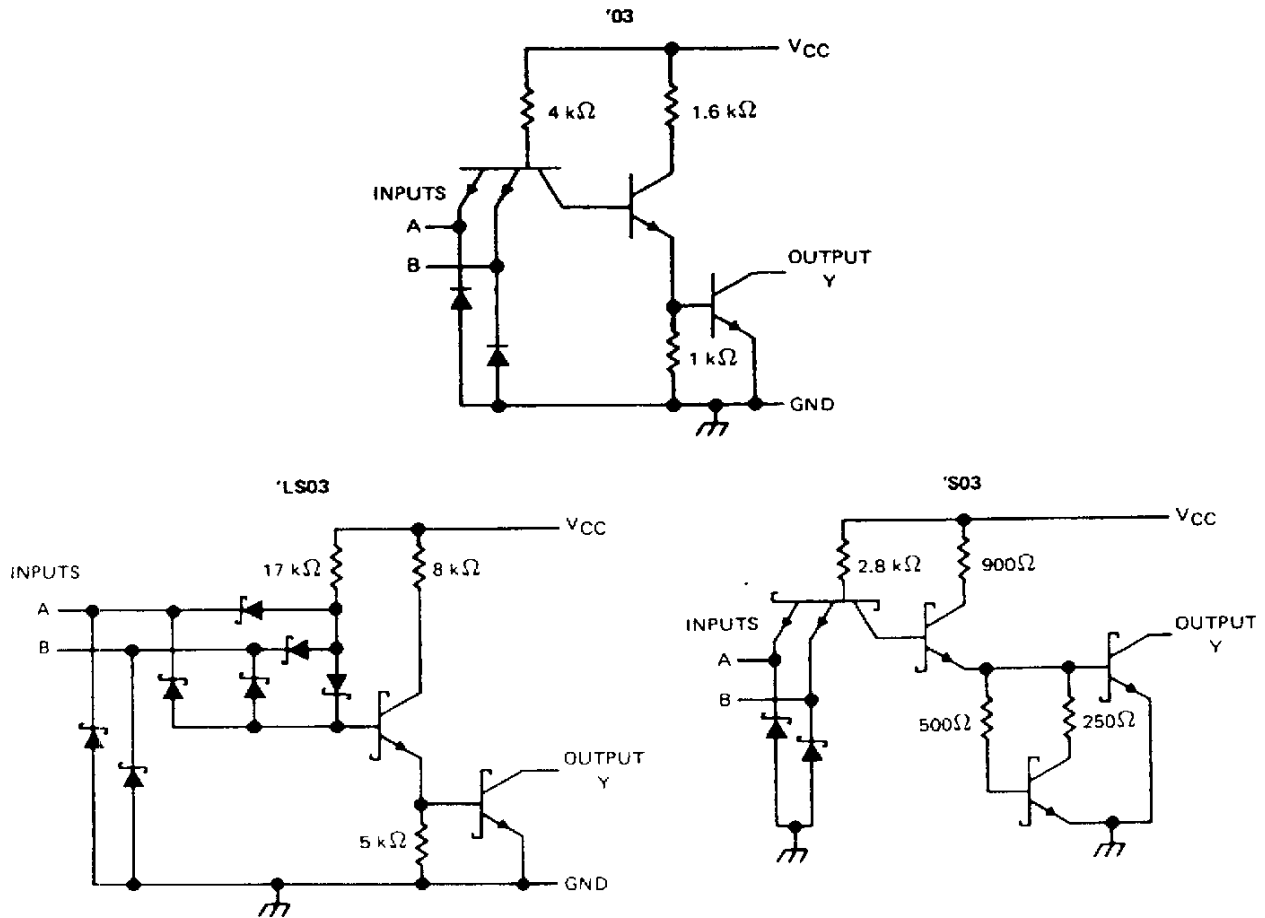 '03
VCC
4 kΩ
1.6 kΩ
INPUTS
A
B
OUTPUT
Y
1 kΩ
GND
'LS03
VCC
17 kΩ
8 kΩ
INPUTS
A
B
OUTPUT
Y
5 kΩ
GND
'S03
VCC
2.8 kΩ
900Ω
INPUTS
A
B
OUTPUT
Y
500Ω
250Ω